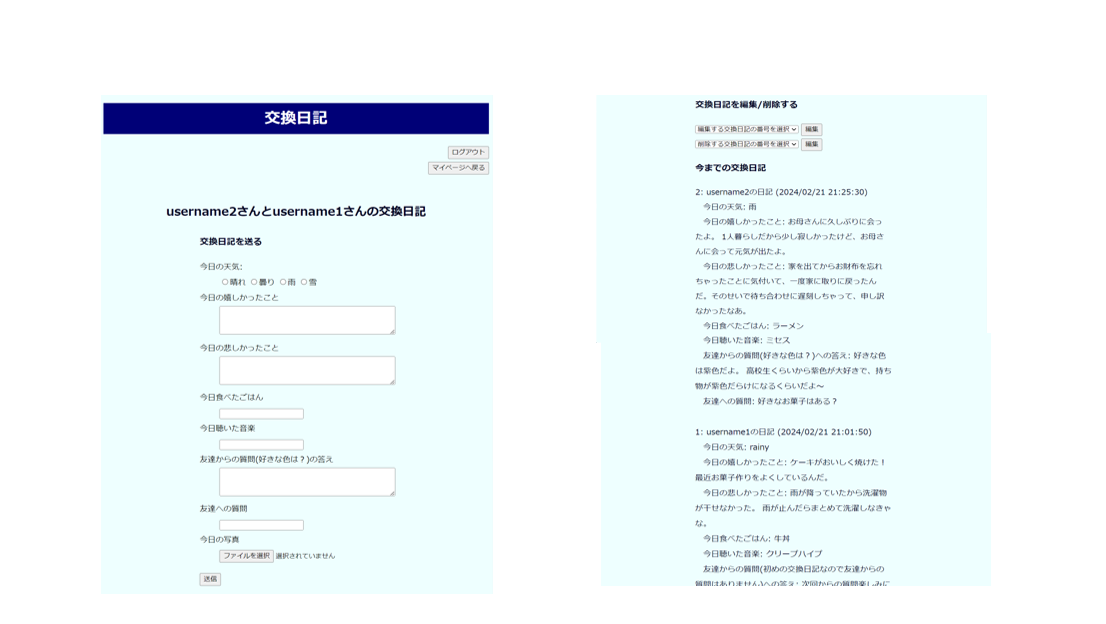 交換日記
ログアウト
マイページへ戻る
username2さんとusername1さんの交換日記
交換日記を送る
今日の天気:
晴れ 曇り 雨 雪
今日の嬉しかったこと
今日の悲しかったこと
今日食べたごはん
今日聴いた音楽
友達からの質問(好きな色は？)の答え
友達への質問
今日の写真
ファイルを選択 選択されていません
送信
交換日記を編集/削除する
編集する交換日記の番号を選択 編集
削除する交換日記の番号を選択 編集
今までの交換日記
2: username2の日記 (2024/02/21 21:25:30)
今日の天気: 雨
今日の嬉しかったこと: お母さんに久しぶりに会っ
たよ。 1人暮らしだから少し寂しかったけど、お母さ
んに会って元気が出たよ。
今日の悲しかったこと: 家を出てからお財布を忘れ
ちゃったことに気付いて、一度家に取りに戻ったん
だ。そのせいで待ち合わせに遅刻しちゃって、申し訳
なかったなあ。
今日食べたごはん: ラーメン
今日聴いた音楽: ミセス
友達からの質問(好きな色は？)への答え: 好きな色
は紫色だよ。 高校生くらいから紫色が大好きで、持ち
物が紫色だらけになるくらいだよ～
友達への質問: 好きなお菓子はある？
1: username1の日記 (2024/02/21 21:01:50)
今日の天気: rainy
今日の嬉しかったこと: ケーキがおいしく焼けた！
最近お菓子作りをよくしているんだ。
今日の悲しかったこと: 雨が降っていたから洗濯物
が干せなかった。 雨が止んだらまとめて洗濯しなきゃ
な。
今日食べたごはん: 牛丼
今日聴いた音楽: クリープハイプ
友達からの質問(初めの交換日記なので友達からの
質問はありません)への答え: 次回からの質問楽しみに